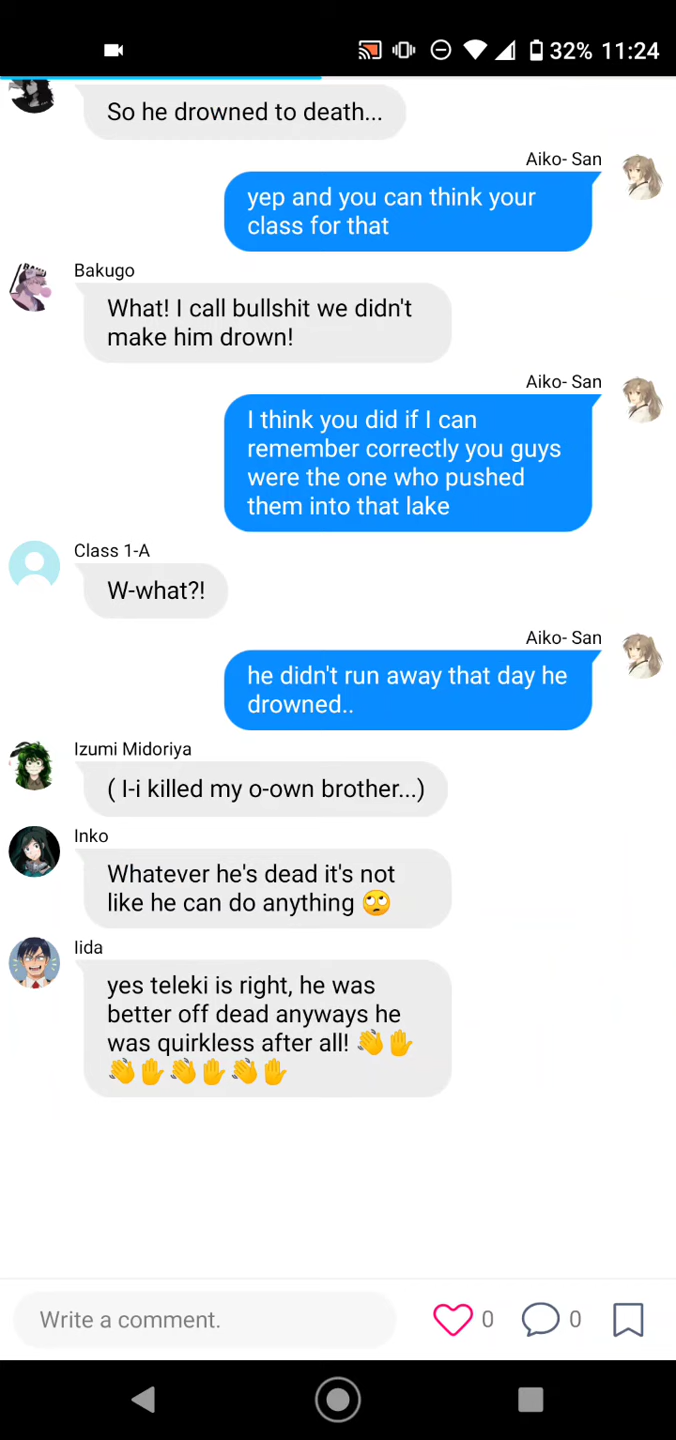 32% 11:24
So he drowned to death...
Aiko- San
yep and you can think your
class for that
Bakugo
What! I call bullshit we didn't
make him drown!
Aiko- San
I think you did if I can
remember correctly you guys
were the one who pushed
them into that lake
Class 1-A
W-what?!
Aiko- San
he didn't run away that day he
drowned..
Izumi Midoriya
( I-i killed my o-own brother...)
Inko
Whatever he's dead it's not
like he can do anything 🙄
Iida
yes teleki is right, he was
better off dead anyways he
was quirkless after all! 👏✋
👏✋👏✋👏✋
Write a comment.
0
0